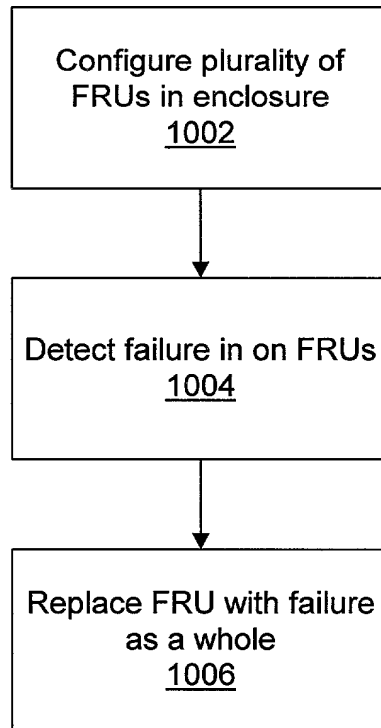 Configure plurality of
FRUs in enclosure
1002
Detect failure in on FRUs
1004
Replace FRU with failure
as a whole
1006